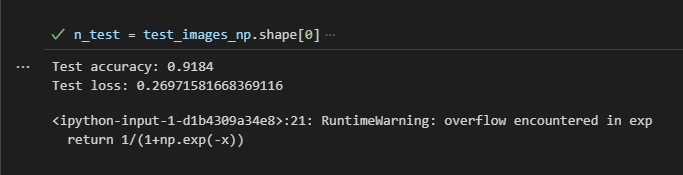 ✓ n_test = test_images_np.shape[0] ···
Test accuracy: 0.9184
Test loss: 0.26971581668369116
<ipython-input-1-d1b4309a34e8>:21: RuntimeWarning: overflow encountered in exp
return 1/(1+np.exp(-x))